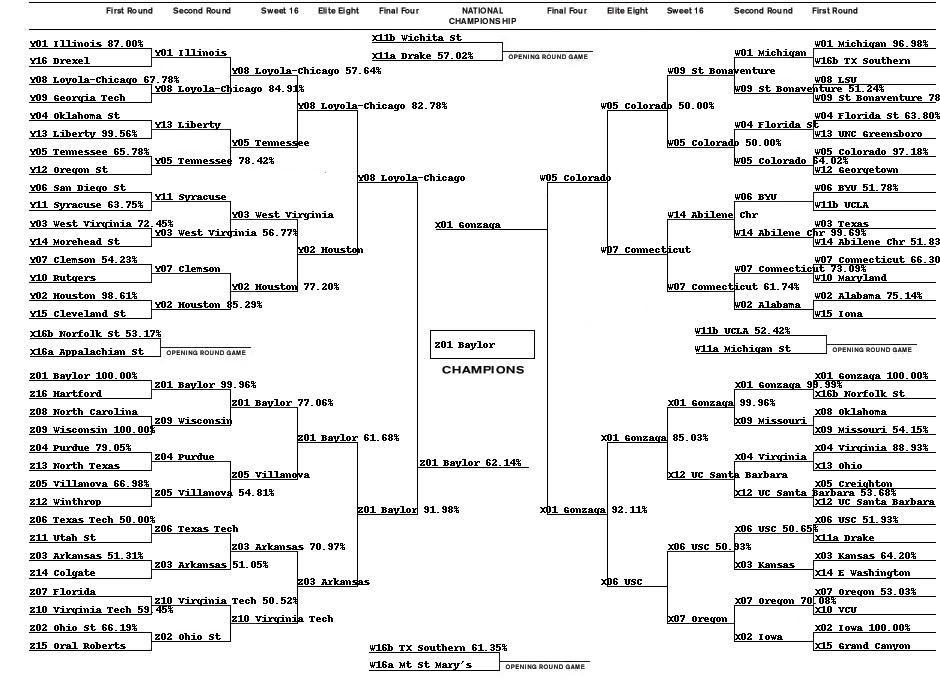 First Round Second Round Sweet 16 Elite Eight Final Four NATIONAL CHAMPIONSHIP Final Four Elite Eight Sweet 16 Second Round First Round
X11b Wichita St
X11a Drake 57.02%
OPENING ROUND GAME
Y01 Illinois 87.00%
Y16 Drexel
Y08 Loyola-Chicago 67.78%
Y09 Georgia Tech
Y04 Oklahoma St
Y13 Liberty 99.56%
Y05 Tennessee 65.78%
Y12 Oregon St
Y06 San Diego St
Y11 Syracuse 63.75%
Y03 West Virginia 72.45%
Y14 Morehead St
Y07 Clemson 54.23%
Y10 Rutgers
Y02 Houston 98.61%
Y15 Cleveland St
Y01 Illinois
Y08 Loyola-Chicago 84.91%
Y13 Liberty
Y05 Tennessee 78.42%
Y11 Syracuse
Y03 West Virginia 56.77%
Y07 Clemson
Y02 Houston 85.29%
Y08 Loyola-Chicago 57.64%
Y05 Tennessee
Y03 West Virginia
Y02 Houston 77.20%
Y08 Loyola-Chicago 82.78%
Y02 Houston
Y08 Loyola-Chicago
X16b Norfolk St 53.17%
X16a Appalachian St
OPENING ROUND GAME
Z01 Baylor 100.00%
Z16 Hartford
Z08 North Carolina
Z09 Wisconsin 100.00%
Z04 Purdue 79.05%
Z13 North Texas
Z05 Villanova 66.98%
Z12 Winthrop
Z06 Texas Tech 50.00%
Z11 Utah St
Z03 Arkansas 51.31%
Z14 Colgate
Z07 Florida
Z10 Virginia Tech 59.45%
Z02 Ohio St 66.19%
Z15 Oral Roberts
Z01 Baylor 99.96%
Z09 Wisconsin
Z04 Purdue
Z05 Villanova 54.81%
Z06 Texas Tech
Z03 Arkansas 51.05%
Z10 Virginia Tech 50.52%
Z02 Ohio St
Z01 Baylor 77.06%
Z05 Villanova
Z03 Arkansas 70.97%
Z10 Virginia Tech
Z01 Baylor 61.68%
Z03 Arkansas
Z01 Baylor 91.98%
X01 Gonzaga
Z01 Baylor
CHAMPIONS
Z01 Baylor 62.14%
W05 Colorado
X01 Gonzaga 92.11%
W05 Colorado 50.00%
W07 Connecticut
W09 St Bonaventure
W05 Colorado 50.00%
W14 Abilene Chr
W07 Connecticut 61.74%
W01 Michigan
W09 St Bonaventure 51.24%
W04 Florida St
W05 Colorado 64.02%
W06 BYU
W14 Abilene Chr 99.69%
W07 Connecticut 73.09%
W02 Alabama
W01 Michigan 96.98%
W16b TX Southern
W08 LSU
W09 St Bonaventure 78
W04 Florida St 63.80%
W13 UNC Greensboro
W05 Colorado 97.18%
W12 Georgetown
W06 BYU 51.78%
W11b UCLA
W03 Texas
W14 Abilene Chr 51.83
W07 Connecticut 66.30
W10 Maryland
W02 Alabama 75.14%
W15 Iona
W11b UCLA 52.42%
W11a Michigan St
OPENING ROUND GAME
X01 Gonzaga 85.03%
X06 USC
X01 Gonzaga 99.96%
X12 UC Santa Barbara
X06 USC 50.93%
X07 Oregon
X01 Gonzaga 99.99%
X09 Missouri
X04 Virginia
X12 UC Santa Barbara 53.68%
X06 USC 50.65%
X03 Kansas
X07 Oregon 70.08%
X02 Iowa
X01 Gonzaga 100.00%
X16b Norfolk St
X08 Oklahoma
X09 Missouri 54.15%
X04 Virginia 88.93%
X13 Ohio
X05 Creighton
X12 UC Santa Barbara
X06 USC 51.93%
X11a Drake
X03 Kansas 64.20%
X14 E Washington
X07 Oregon 53.03%
X10 VCU
X02 Iowa 100.00%
X15 Grand Canyon
W16b TX Southern 61.35%
W16a Mt St Mary's
OPENING ROUND GAME